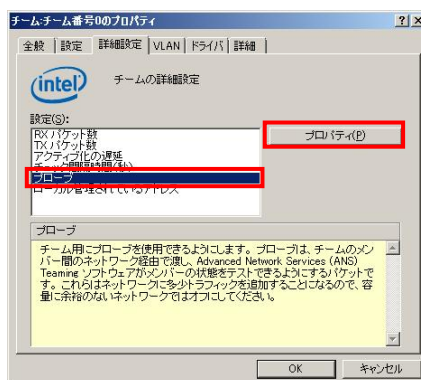 チーム:チーム番号0のプロパティ
全般 設定 詳細設定 VLAN ドライバ 詳細
intel
チームの詳細設定
設定(S):
RX パケット数
TX パケット数
アクティブ化の遅延
チェック間隔時間(秒)
プローブ
ローカル管理されているアドレス
プロパティ(P)
プローブ
チーム用にプローブを使用できるようにします。プローブは、チームのメン
バー間のネットワーク経由で渡し、Advanced Network Services (ANS)
Teaming ソフトウェアがメンバーの状態をテストできるようにするパケットで
す。これらはネットワークに多少トラフィックを追加することになるので、容
量に余裕のないネットワークではオフにしてください。
OK キャンセル